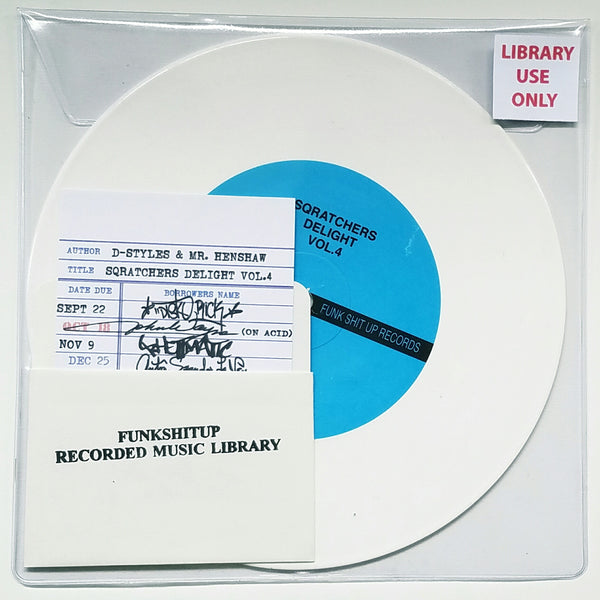 LIBRARY
USE
ONLY
SQRATCHERS
DELIGHT
VOL.4
FUNK SHIT UP RECORDS
AUTHOR D-STYLES & MR. HENSHAW
TITLE SQRATCHERS DELIGHT VOL.4
DATE DUE BORROWERS NAME
SEPT 22
OCT 18 (ON ACID)
NOV 9
DEC 25
FUNKSHITUP
RECORDED MUSIC LIBRARY